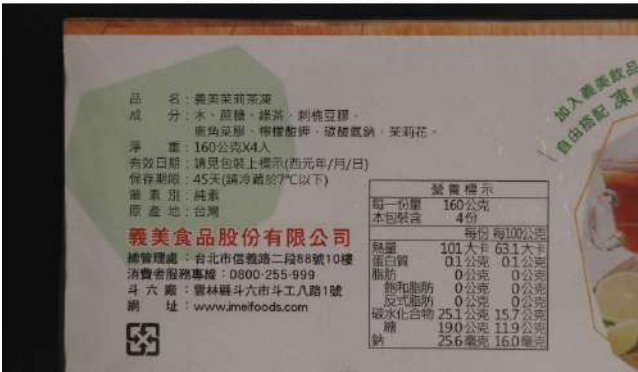 品　　名：義美茉莉茶凍
成　　分：水、蔗糖、綠茶、刺槐豆膠、
鹿角菜膠、檸檬酸鉀、碳酸氫鈉、茉莉花。
淨　　重：160公克X4入
有效日期：請見包裝上標示(西元年/月/日)
保存期限：45天(請冷藏於7°C以下)
葷 素 別：純素
原 產 地：台灣
義美食品股份有限公司
總管理處：台北市信義路二段88號10樓
消費者服務專線：0800-255-999
斗 六 廠：雲林縣斗六市斗工八路1號
網　　址：www.imeifoods.com
營養標示
每一份量 160公克
本包裝含 4份
每份 每100公克
熱量 101大卡 63.1大卡
蛋白質 0.1公克 0.1公克
脂肪 0公克 0公克
飽和脂肪 0公克 0公克
反式脂肪 0公克 0公克
碳水化合物 25.1公克 15.7公克
糖 19.0公克 11.9公克
鈉 25.6毫克 16.0毫克
加入義美飲品
自由搭配 凍